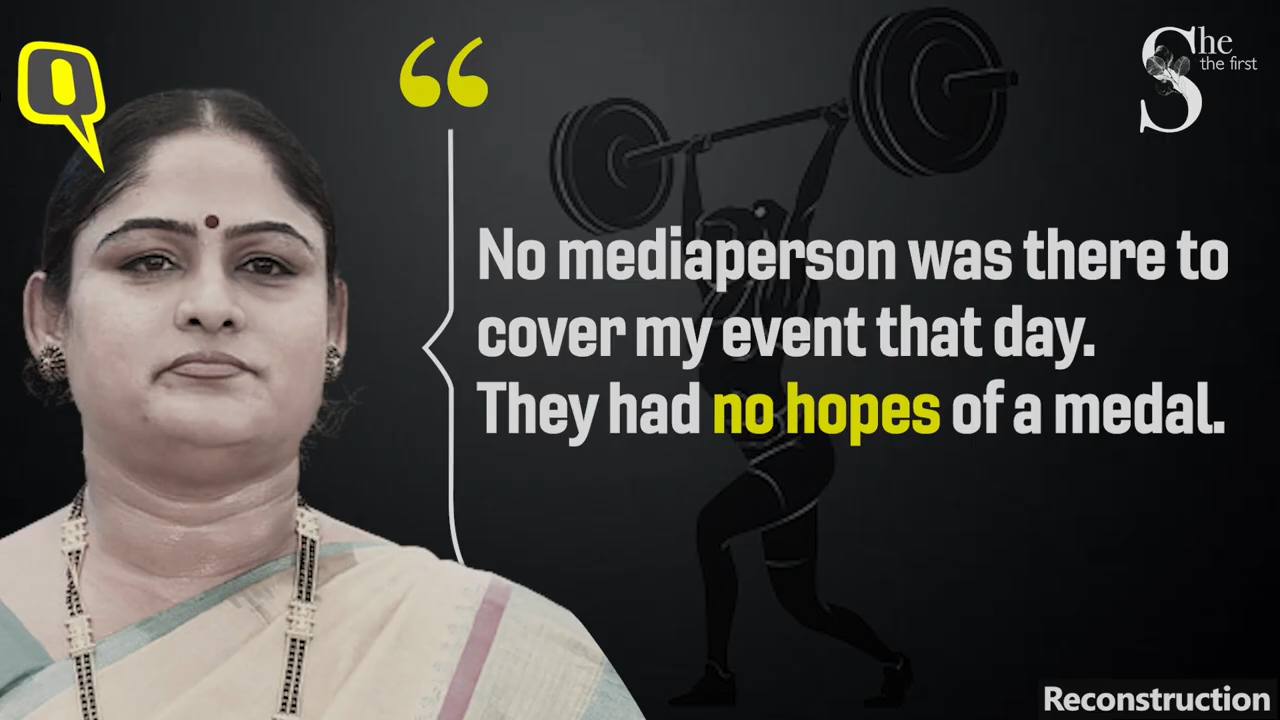 She
the first
No mediaperson was there to
cover my event that day.
They had no hopes of a medal.
Reconstruction